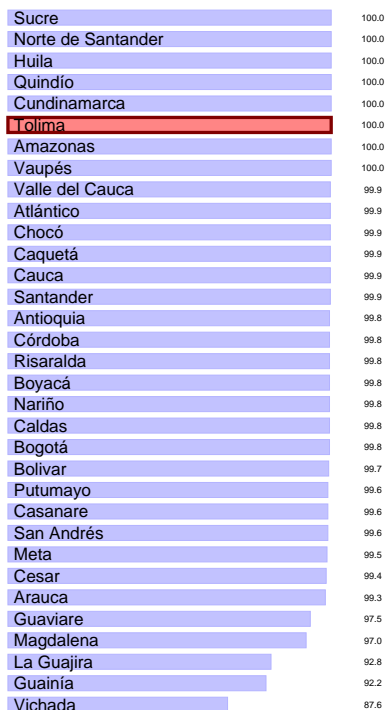 Sucre 100.0
Norte de Santander 100.0
Huila 100.0
Quindío 100.0
Cundinamarca 100.0
Tolima 100.0
Amazonas 100.0
Vaupés 100.0
Valle del Cauca 99.9
Atlántico 99.9
Chocó 99.9
Caquetá 99.9
Cauca 99.9
Santander 99.9
Antioquia 99.8
Córdoba 99.8
Risaralda 99.8
Boyacá 99.8
Nariño 99.8
Caldas 99.8
Bogotá 99.8
Bolivar 99.7
Putumayo 99.6
Casanare 99.6
San Andrés 99.6
Meta 99.5
Cesar 99.4
Arauca 99.3
Guaviare 97.5
Magdalena 97.0
La Guajira 92.8
Guainía 92.2
Vichada 87.6